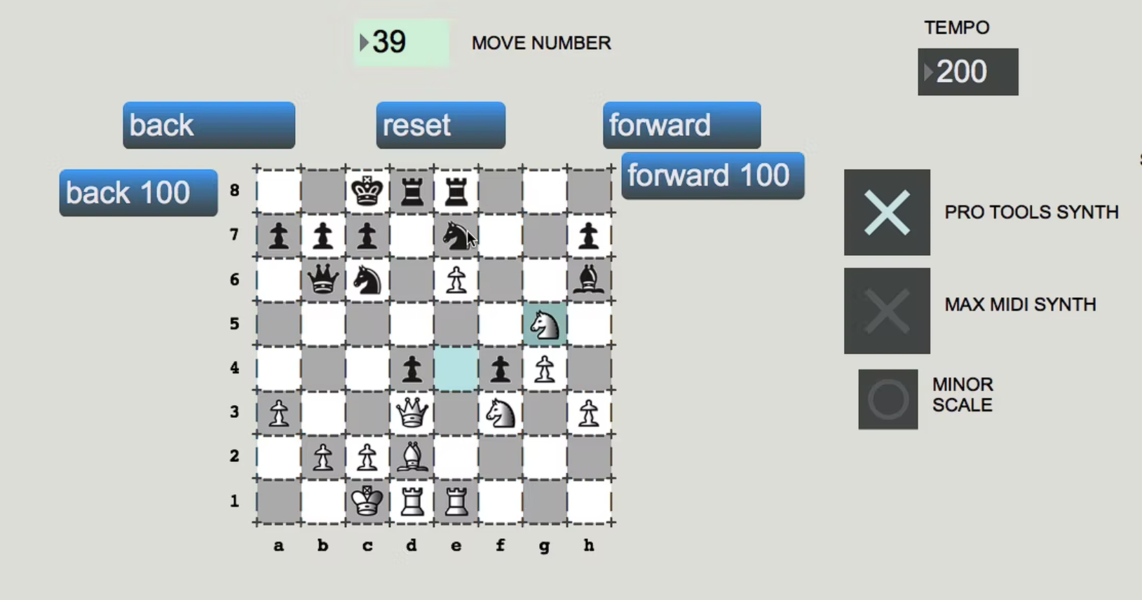 39
MOVE NUMBER
TEMPO
200
back
reset
forward
back 100
forward 100
8
7
6
5
4
3
2
1
a b c d e f g h
PRO TOOLS SYNTH
MAX MIDI SYNTH
MINOR
SCALE